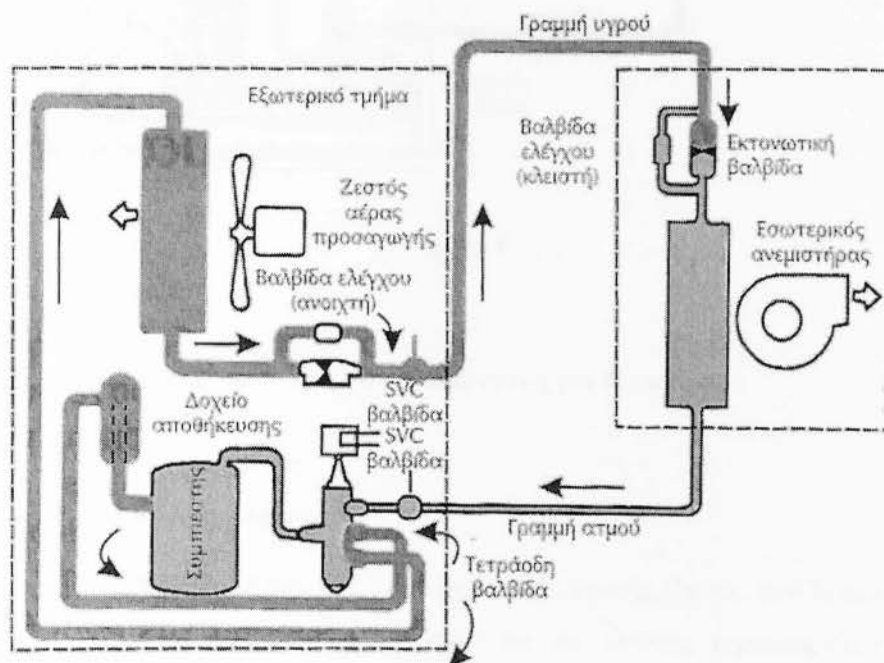 Γραμμή υγρού
Εξωτερικό τμήμα
Βαλβίδα
ελέγχου
(κλειστή)
Εκτονωτική
βαλβίδα
Ζεστός
αέρας
προσαγωγής
Εσωτερικός
ανεμιστήρας
Βαλβίδα ελέγχου
(ανοιχτή)
SVC
βαλβίδα
Δοχείο
αποθήκευσης
SVC
βαλβίδα
Συμπιεστής
Γραμμή ατμού
Τετράοδη
βαλβίδα